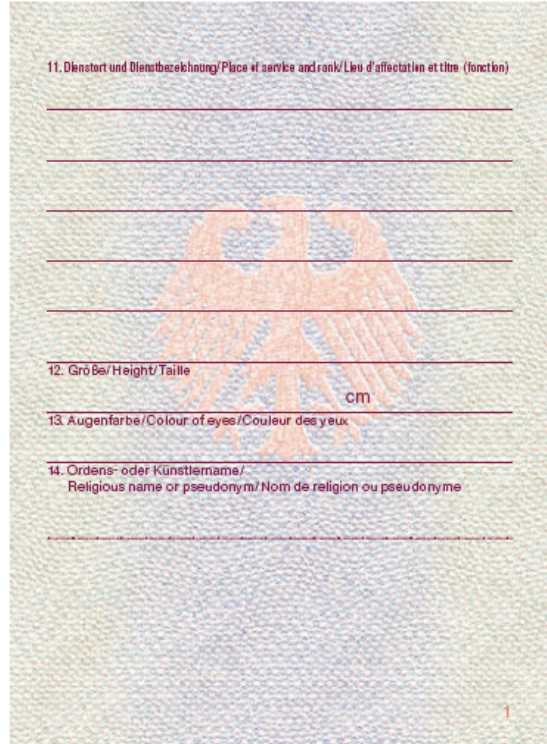 11. Dienstort und Dienstbezeichnung/Place of service and rank/Lieu d'affectation et titre (fonction)
12. Größe/Height/Taille
cm
13. Augenfarbe/Colour of eyes/Couleur des yeux
14. Ordens- oder Künstlername/
Religious name or pseudonym/Nom de religion ou pseudonyme
1